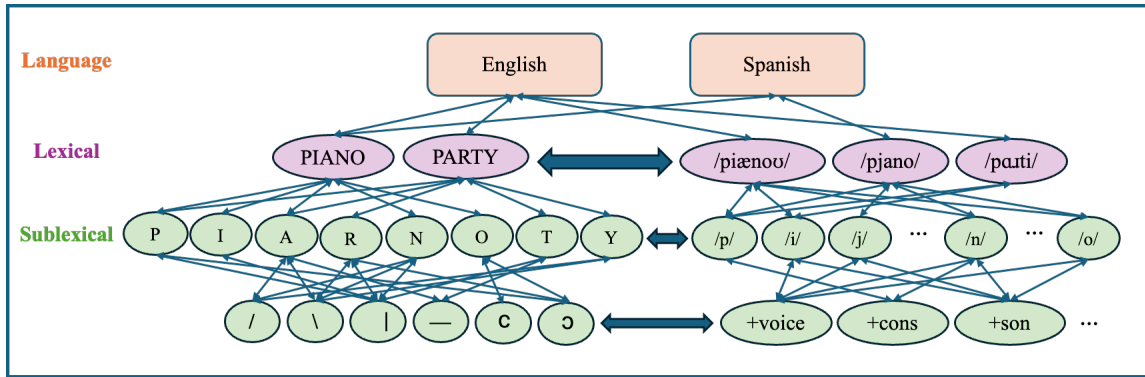 Language English Spanish
Lexical PIANO PARTY /piænoʊ/ /pjano/ /pɑɹti/
Sublexical P I A R N O T Y /p/ /i/ /j/ ... /n/ ... /o/
/ \ | — C Ɔ +voice +cons +son ...